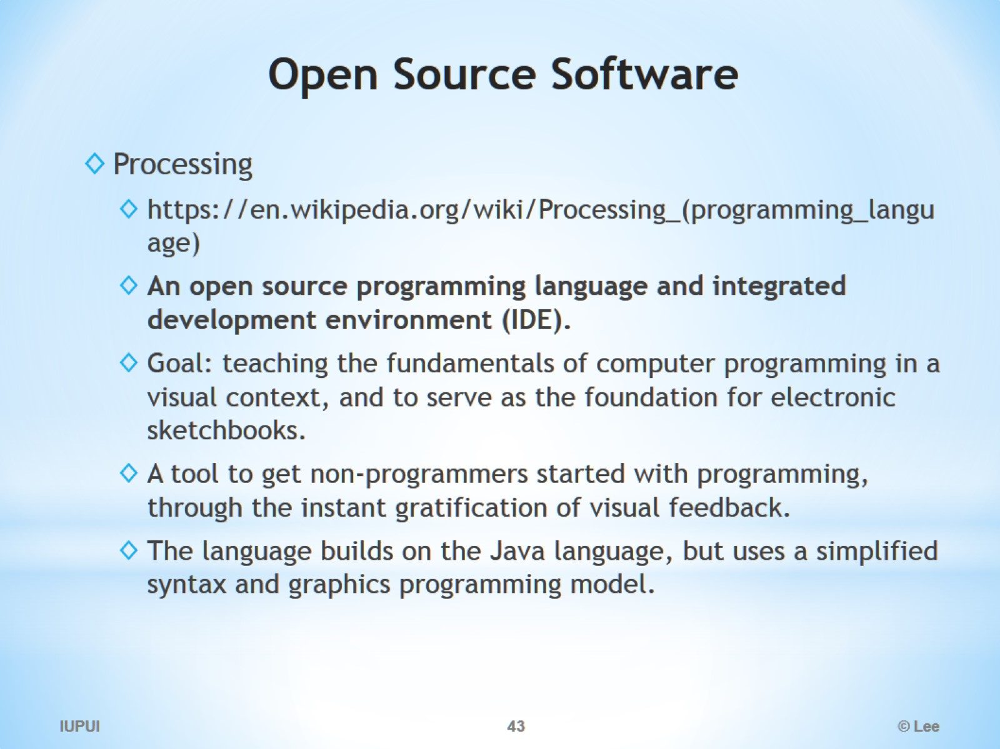 Open Source Software
Processing
https://en.wikipedia.org/wiki/Processing_(programming_langu
age)
An open source programming language and integrated
development environment (IDE).
Goal: teaching the fundamentals of computer programming in a
visual context, and to serve as the foundation for electronic
sketchbooks.
A tool to get non-programmers started with programming,
through the instant gratification of visual feedback.
The language builds on the Java language, but uses a simplified
syntax and graphics programming model.
IUPUI
43
© Lee